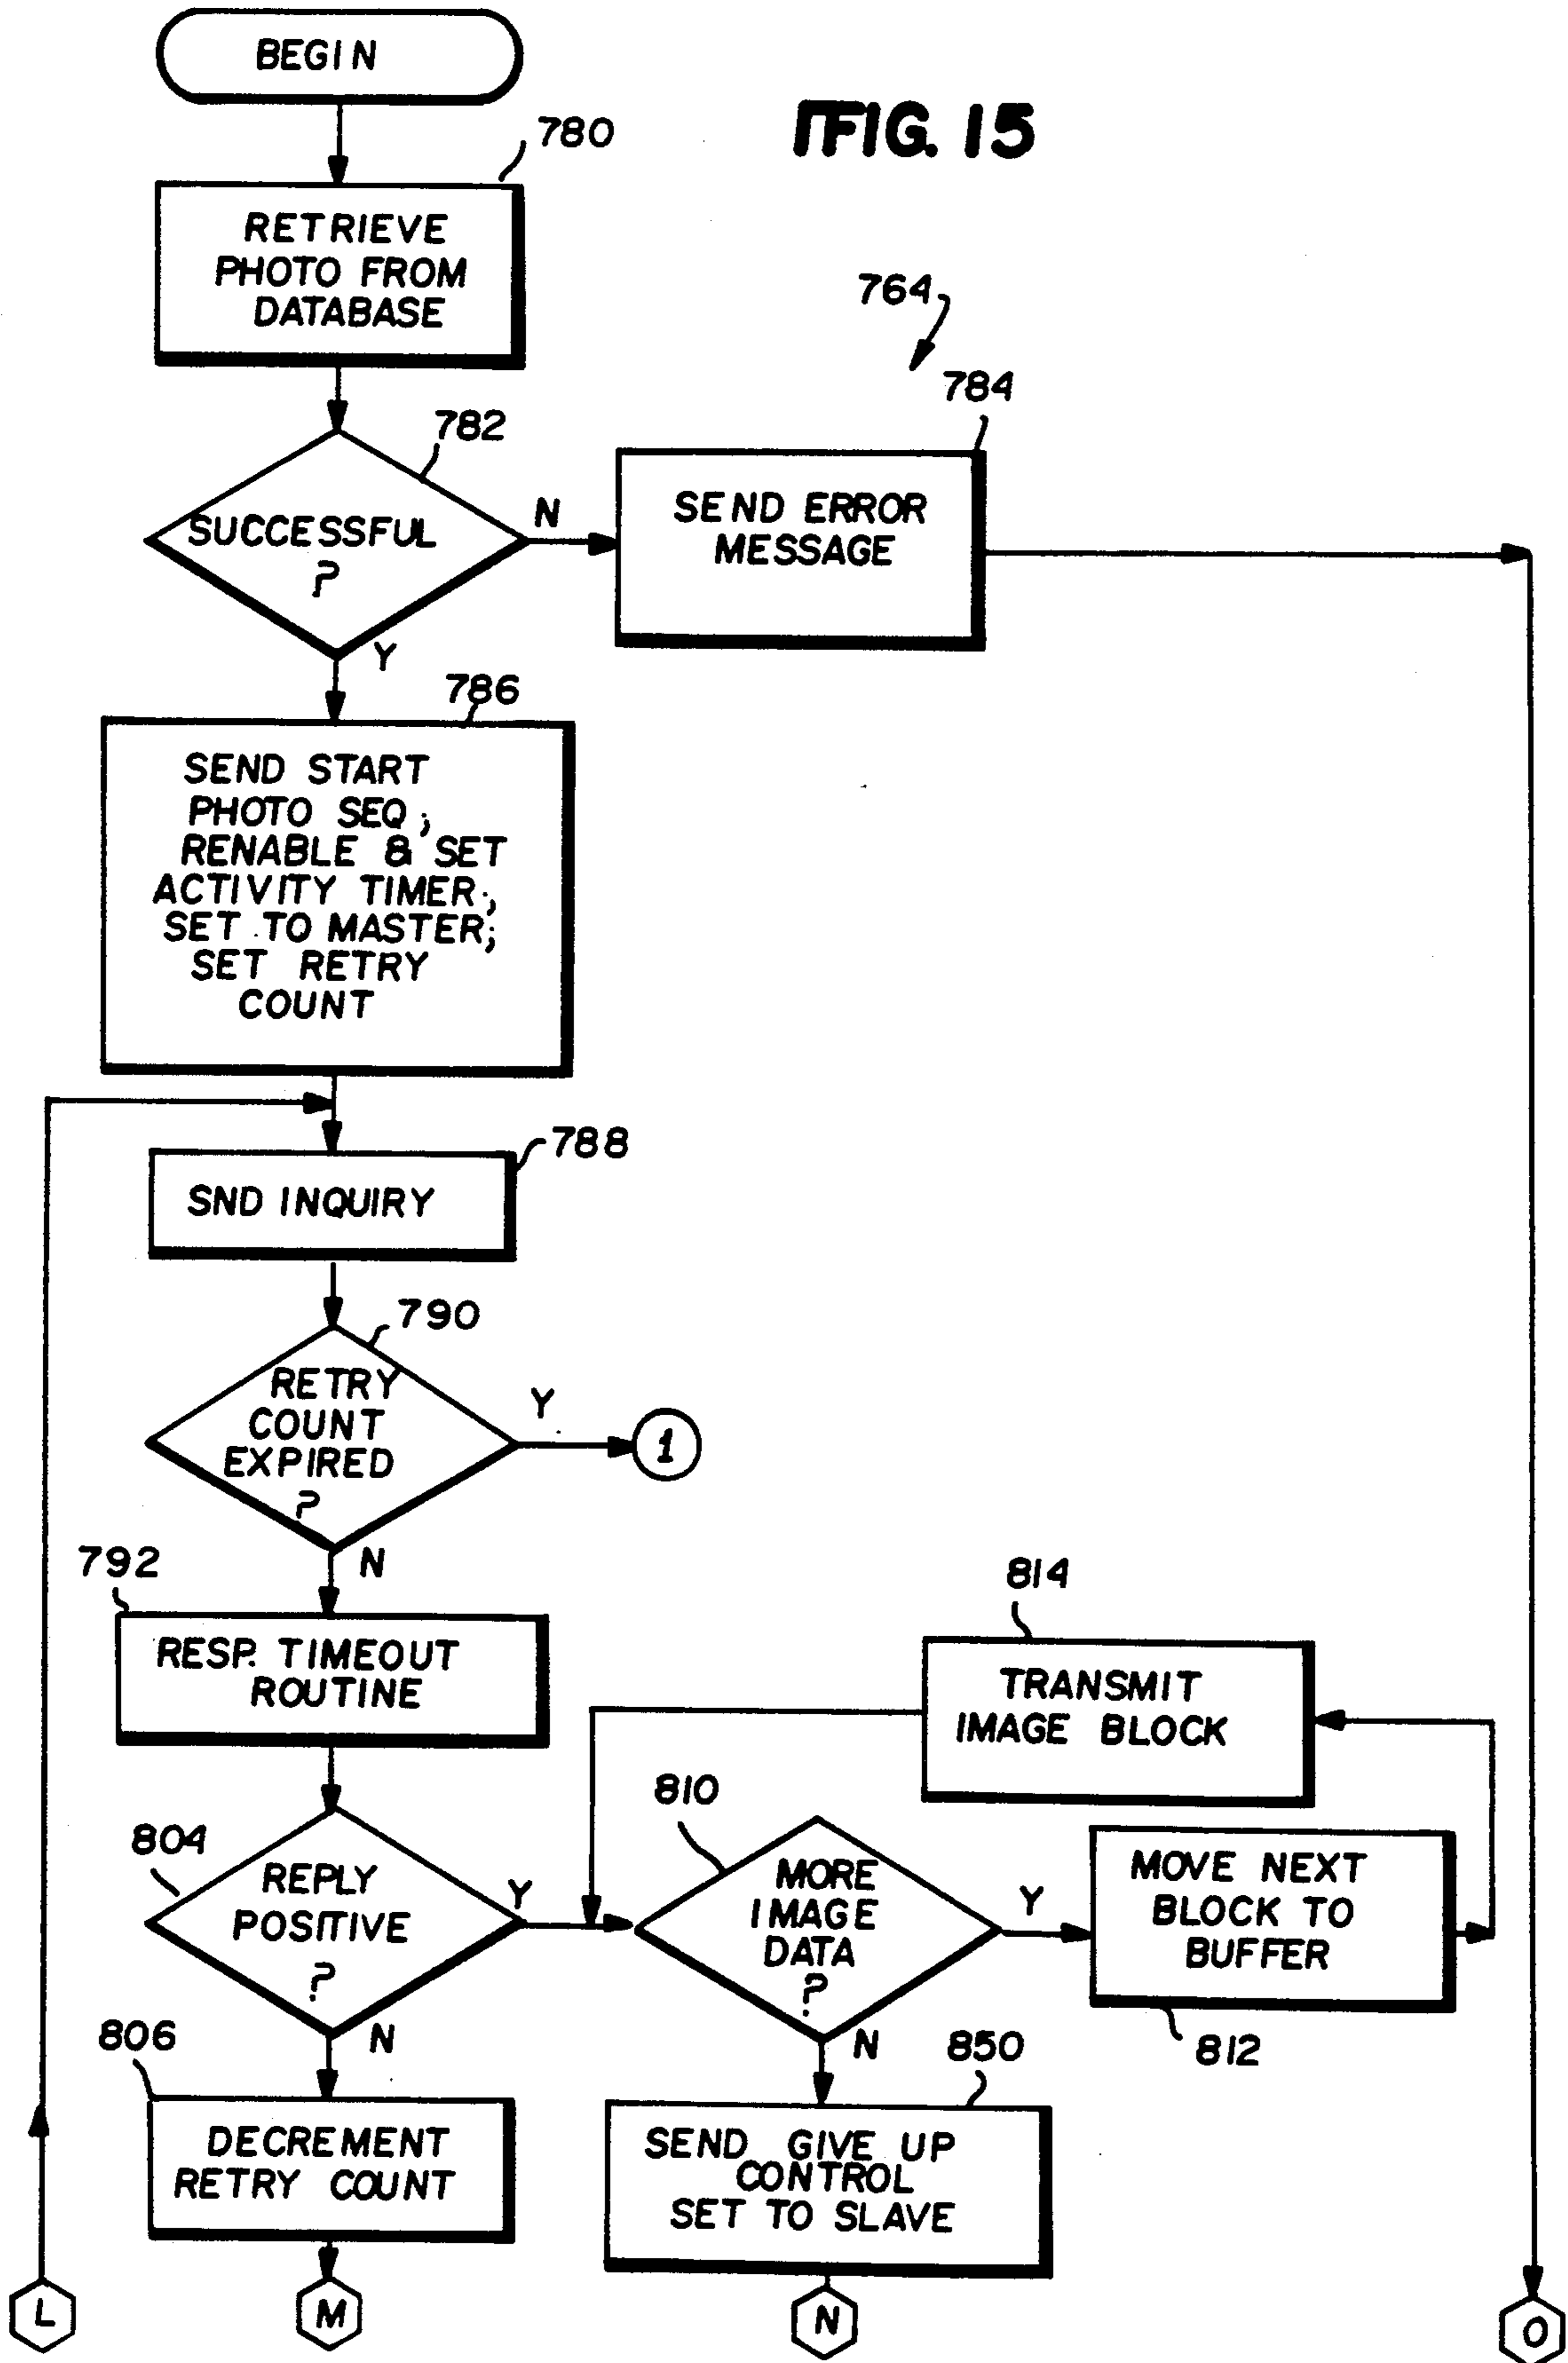 BEGIN
FIG. 15
780
RETRIEVE
PHOTO FROM
DATABASE
764
782
784
SUCCESSFUL
?
N
SEND ERROR
MESSAGE
Y
786
SEND START
PHOTO SEQ;
RENABLE & SET
ACTIVITY TIMER;
SET TO MASTER;
SET RETRY
COUNT
788
SND INQUIRY
790
RETRY
COUNT
EXPIRED
?
Y
1
N
792
RESP. TIMEOUT
ROUTINE
814
TRANSMIT
IMAGE BLOCK
804
REPLY
POSITIVE
?
Y
810
MORE
IMAGE
DATA
?
Y
MOVE NEXT
BLOCK TO
BUFFER
812
N
806
DECREMENT
RETRY COUNT
N
850
SEND GIVE UP
CONTROL
SET TO SLAVE
L
M
N
O